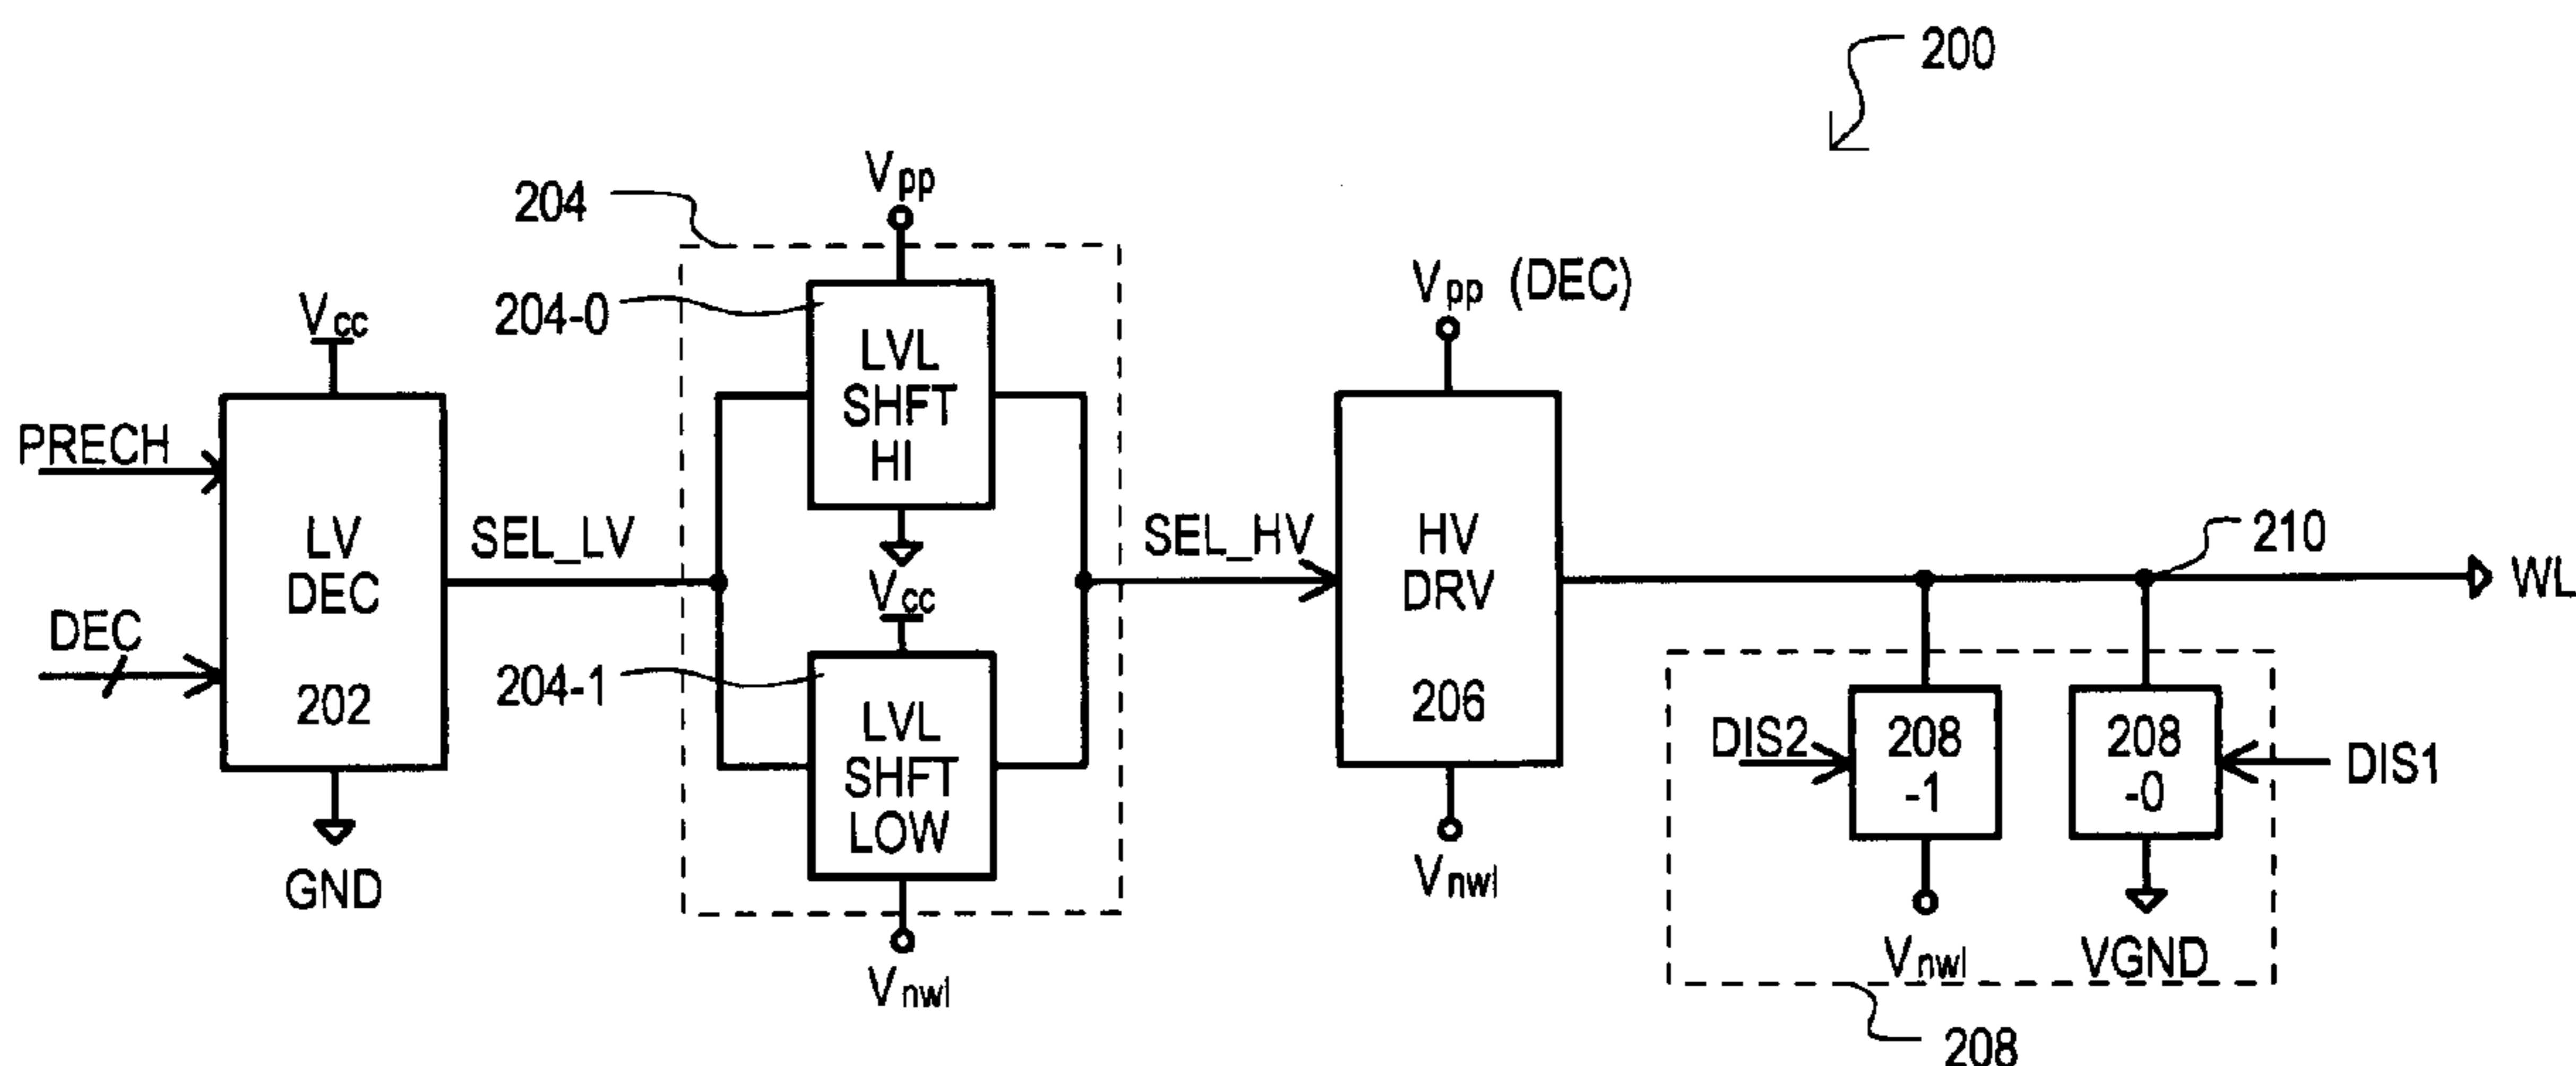 200
204
Vpp
204-0
LVL
SHFT
HI
Vpp (DEC)
Vcc
PRECH
DEC
LV
DEC
202
GND
SEL_LV
Vcc
204-1
LVL
SHFT
LOW
Vnwl
SEL_HV
HV
DRV
206
Vnwl
210
WL
DIS2
208
-1
208
-0
DIS1
Vnwl
VGND
208